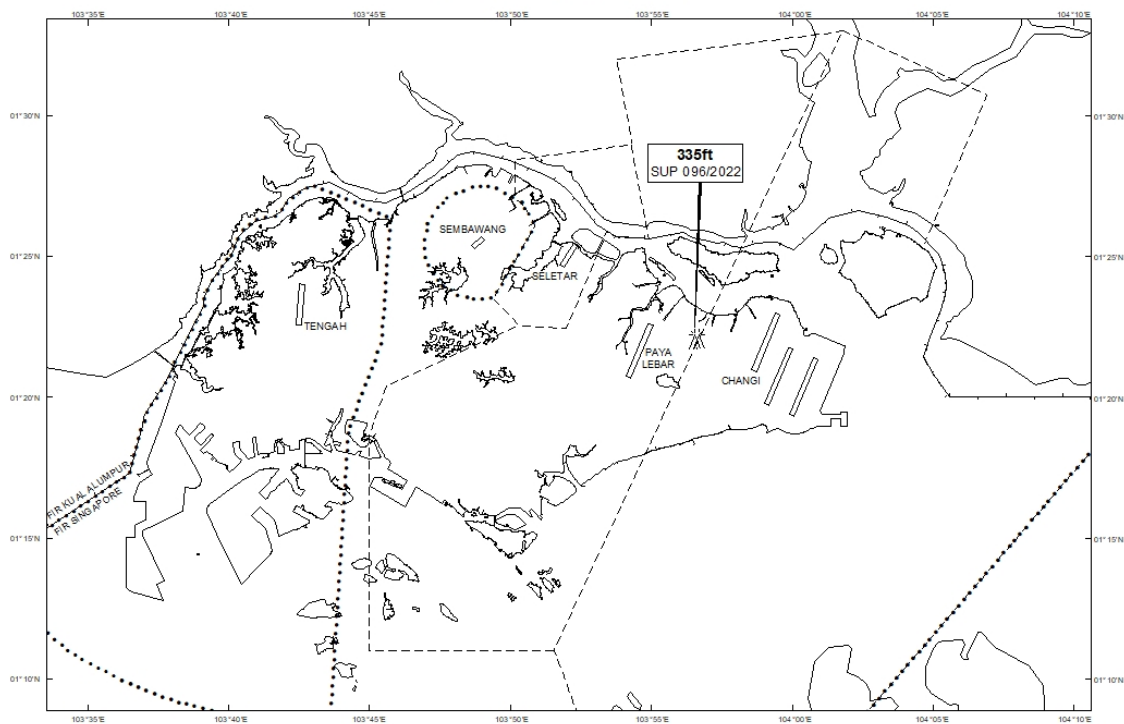 103°35'E 103°40'E 103°45'E 103°50'E 103°55'E 104°00'E 104°05'E 104°10'E
01°30'N 01°30'N
335ft
SUP 096/2022
SEMBAWANG
01°25'N 01°25'N
SELETAR
TENGAH
PAYA
LEBAR
CHANGI
01°20'N 01°20'N
FIR KUALA LUMPUR
FIR SINGAPORE
01°15'N 01°15'N
01°10'N 01°10'N
103°35'E 103°40'E 103°45'E 103°50'E 103°55'E 104°00'E 104°05'E 104°10'E